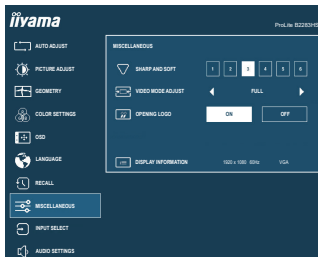 iiyama
ProLite B2283HS
AUTO ADJUST
PICTURE ADJUST
GEOMETRY
COLOR SETTINGS
OSD
LANGUAGE
RECALL
MISCELLANEOUS
INPUT SELECT
AUDIO SETTINGS
MISCELLANEOUS
SHARP AND SOFT 1 2 3 4 5 6
VIDEO MODE ADJUST FULL
OPENING LOGO ON OFF
DISPLAY INFORMATION 1920 x 1080 60Hz VGA